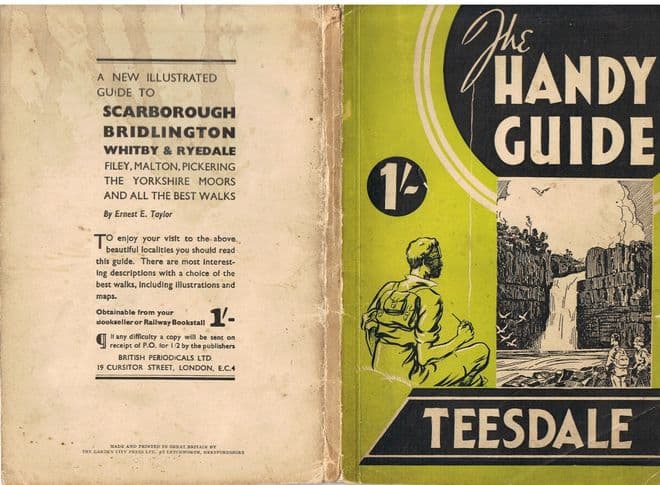 A NEW ILLUSTRATED
GUIDE TO
SCARBOROUGH
BRIDLINGTON
WHITBY & RYEDALE
FILEY, MALTON, PICKERING
THE YORKSHIRE MOORS
AND ALL THE BEST WALKS
By Ernest E. Taylor
TO enjoy your visit to the above
beautiful localities you should read
this guide. There are most interest-
ing descriptions with a choice of the
best walks, including illustrations and
maps.
Obtainable from your
Bookseller or Railway Bookstall 1/-
¶ If any difficulty a copy will be sent on
receipt of P.O. for 1/2 by the publishers
BRITISH PERIODICALS LTD.
19 CURSITOR STREET, LONDON, E.C.4
MADE AND PRINTED IN GREAT BRITAIN BY
THE GARDEN CITY PRESS LTD., AT LETCHWORTH, HERTFORDSHIRE
The
HANDY
GUIDE
1/-
TEESDALE